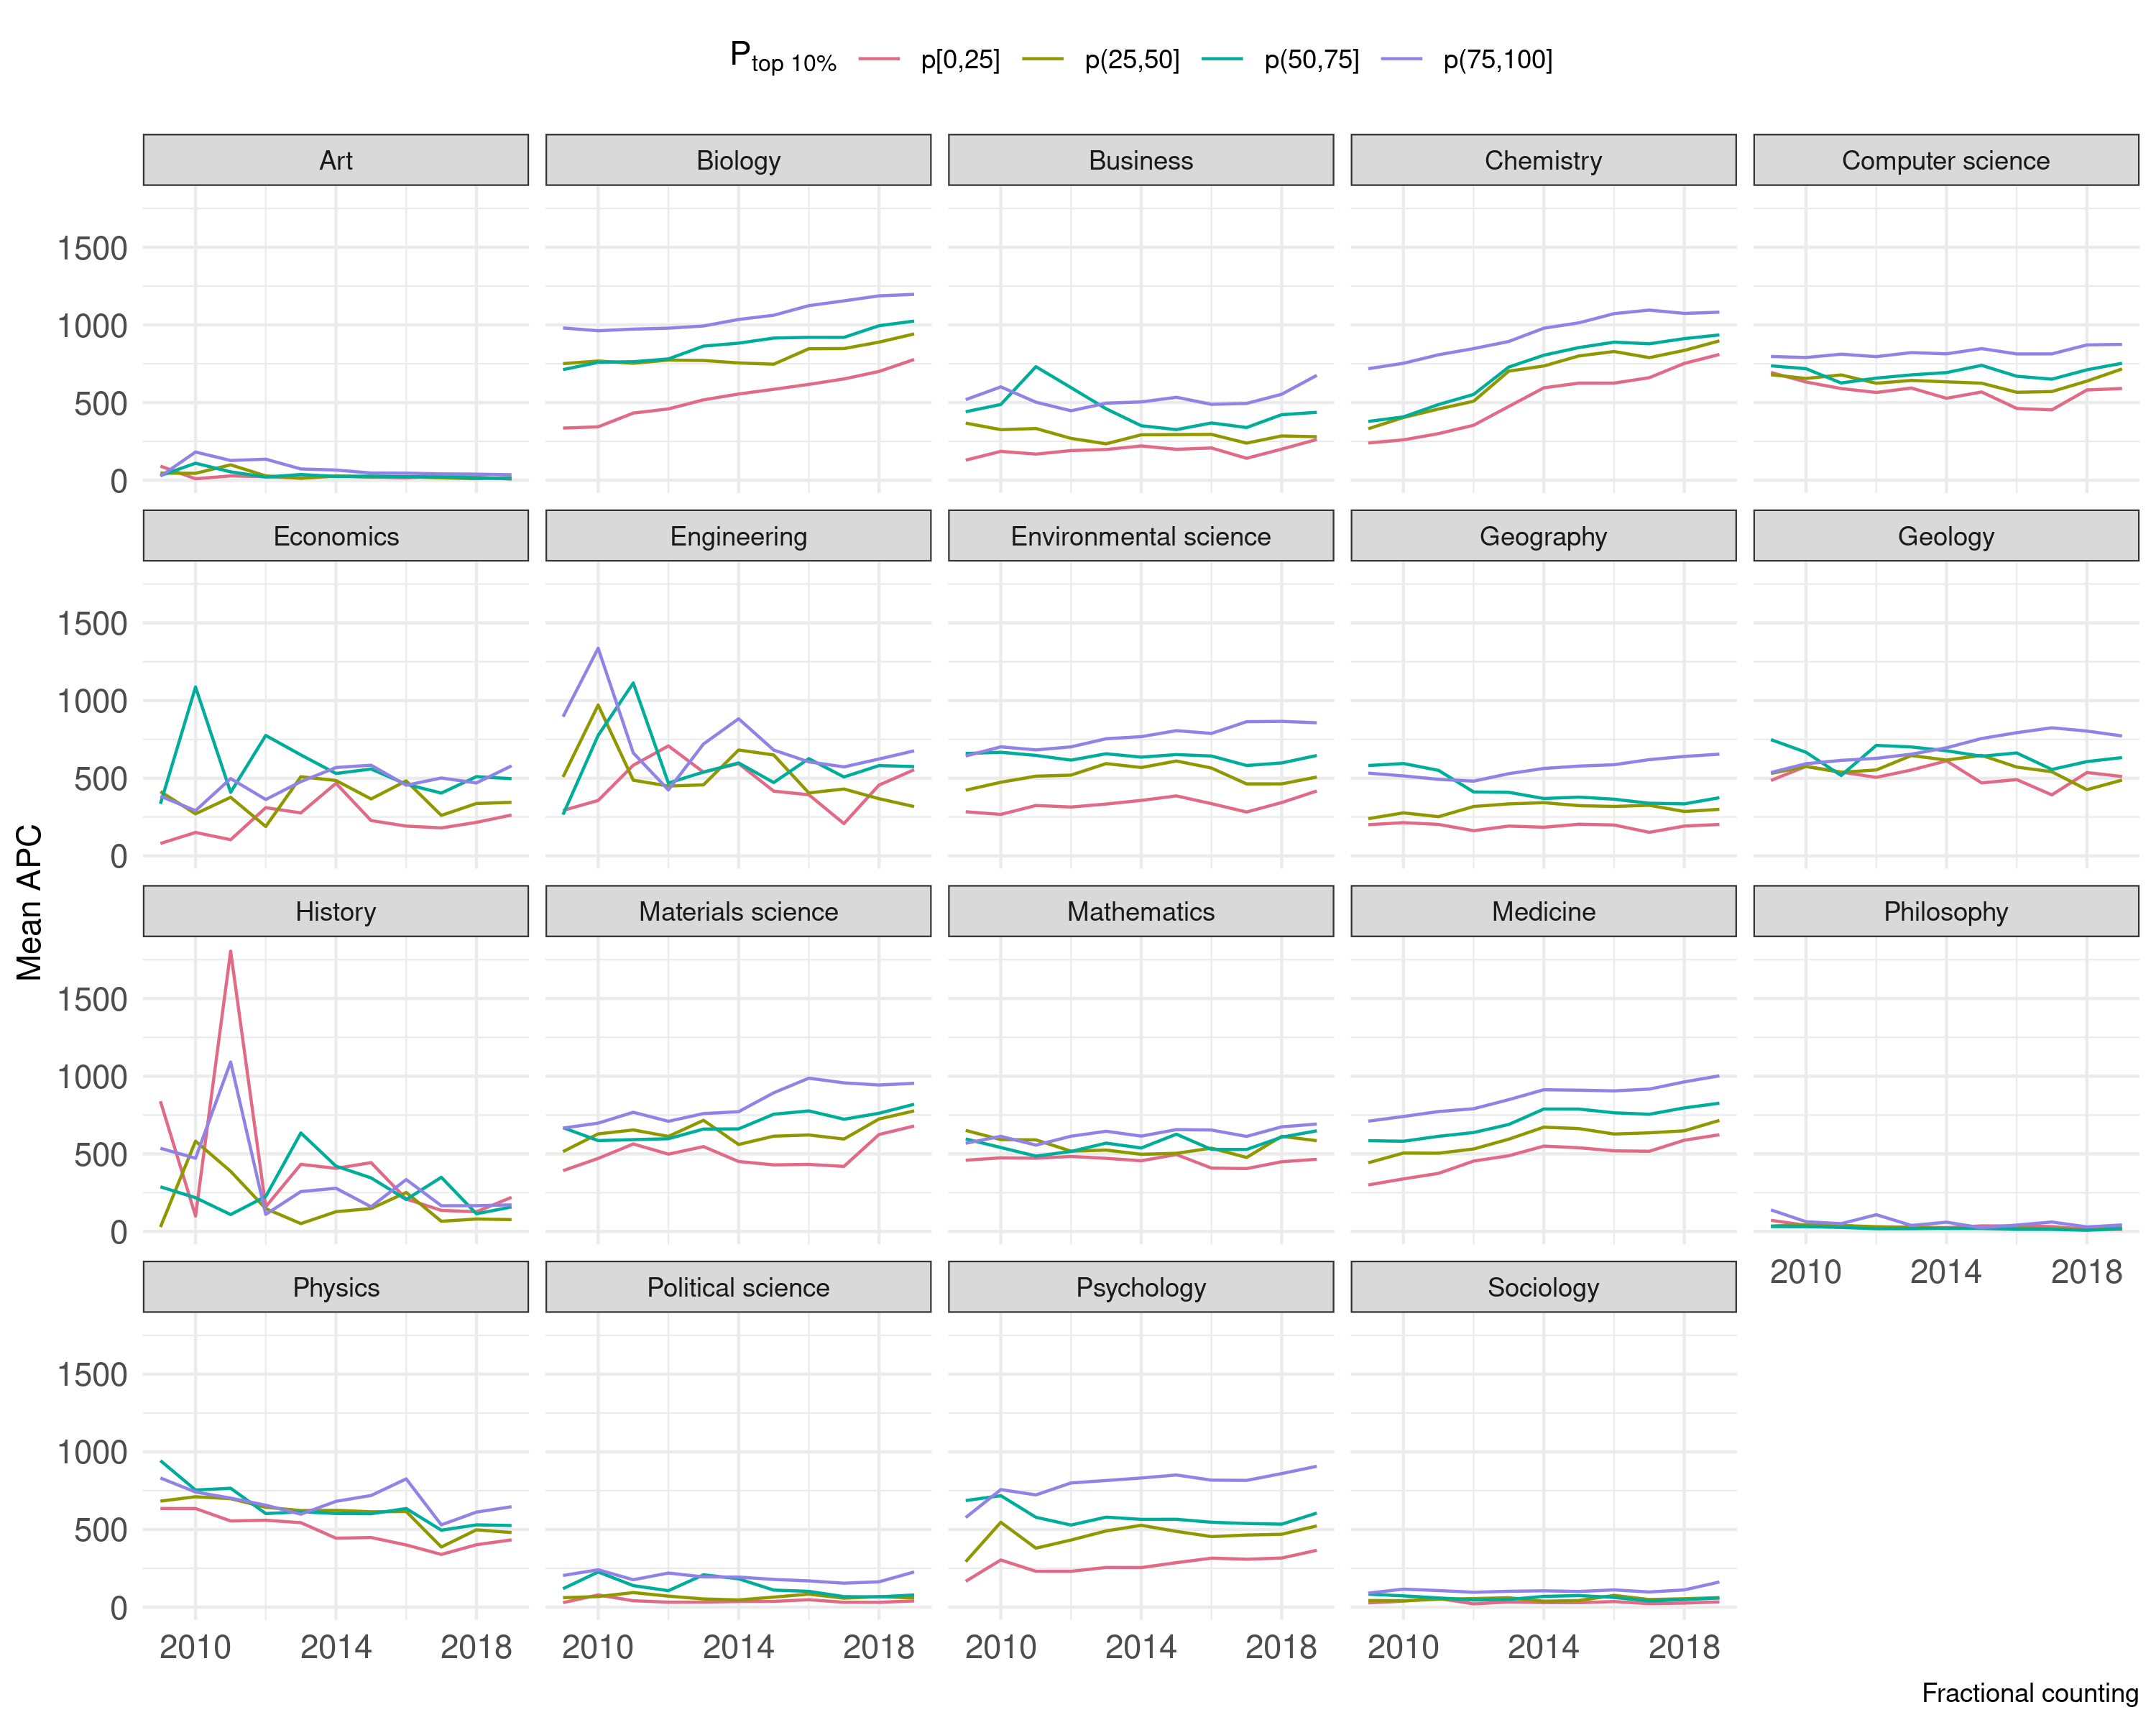 P top 10% p[0,25] p(25,50] p(50,75] p(75,100]
Art Biology Business Chemistry Computer science
1500
1000
500
0
Economics Engineering Environmental science Geography Geology
1500
1000
500
0
Mean APC
History Materials science Mathematics Medicine Philosophy
1500
1000
500
0
2010 2014 2018
Physics Political science Psychology Sociology
1500
1000
500
0
2010 2014 2018 2010 2014 2018 2010 2014 2018 2010 2014 2018
Fractional counting